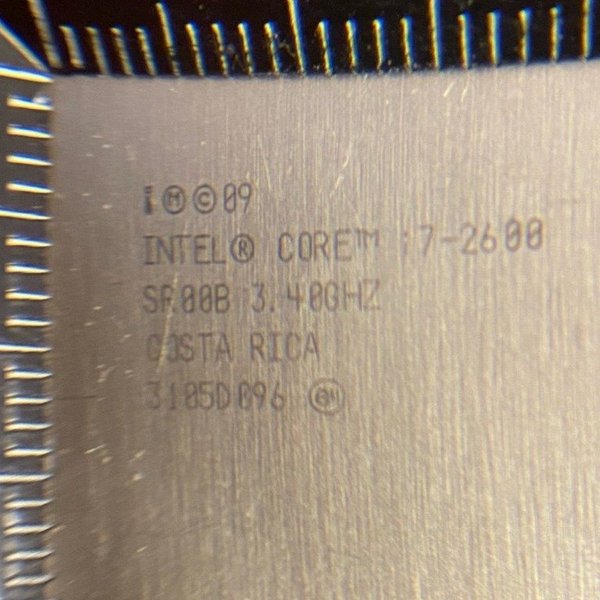 i Ⓜ©09
INTEL® CORE™ i7-2600
SR00B 3.40GHZ
COSTA RICA
3105D096 (e4)